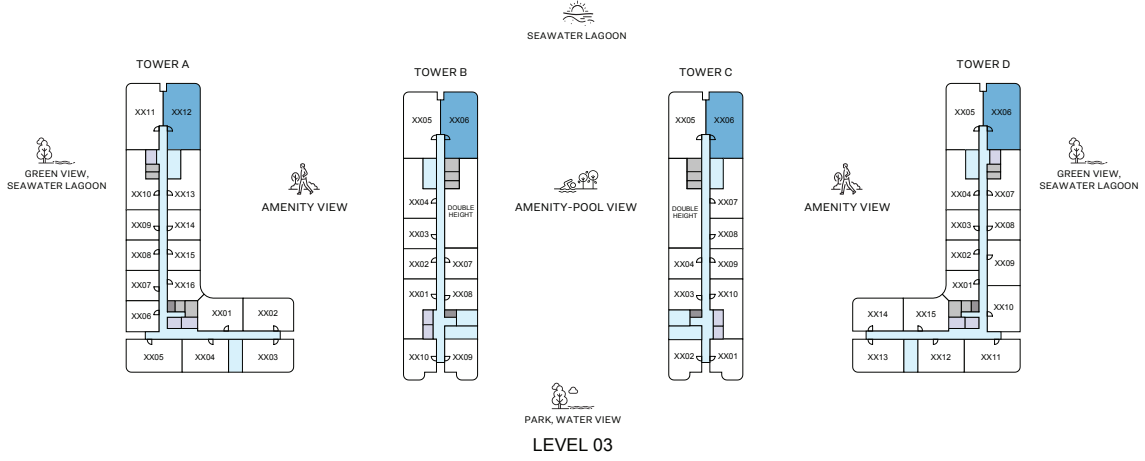 SEAWATER LAGOON
TOWER A
TOWER B
TOWER C
TOWER D
XX11
XX12
XX10
XX13
XX09
XX14
XX08
XX15
XX07
XX16
XX06
XX01
XX02
XX05
XX04
XX03
GREEN VIEW,
SEAWATER LAGOON
AMENITY VIEW
XX05
XX06
XX04
DOUBLE
HEIGHT
XX03
XX02
XX07
XX01
XX08
XX10
XX09
AMENITY-POOL VIEW
XX05
XX06
DOUBLE
HEIGHT
XX07
XX08
XX04
XX09
XX03
XX10
XX02
XX01
AMENITY VIEW
XX05
XX06
XX04
XX07
XX03
XX02
XX09
XX01
XX10
XX14
XX15
XX13
XX12
XX11
GREEN VIEW,
SEAWATER LAGOON
PARK, WATER VIEW
LEVEL 03